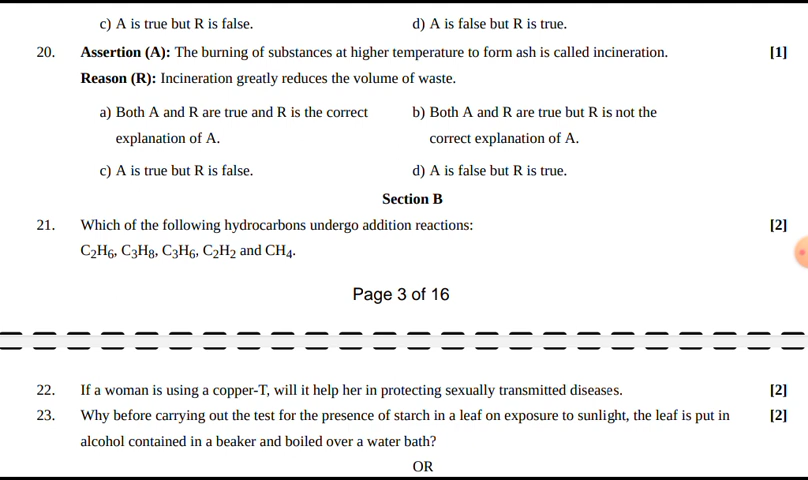 c) A is true but R is false. d) A is false but R is true.
20. Assertion (A): The burning of substances at higher temperature to form ash is called incineration. [1]
Reason (R): Incineration greatly reduces the volume of waste.
a) Both A and R are true and R is the correct b) Both A and R are true but R is not the
explanation of A. correct explanation of A.
c) A is true but R is false. d) A is false but R is true.
Section B
21. Which of the following hydrocarbons undergo addition reactions: [2]
C₂H₆, C₃H₈, C₃H₆, C₂H₂ and CH₄.
Page 3 of 16
22. If a woman is using a copper-T, will it help her in protecting sexually transmitted diseases. [2]
23. Why before carrying out the test for the presence of starch in a leaf on exposure to sunlight, the leaf is put in [2]
alcohol contained in a beaker and boiled over a water bath?
OR